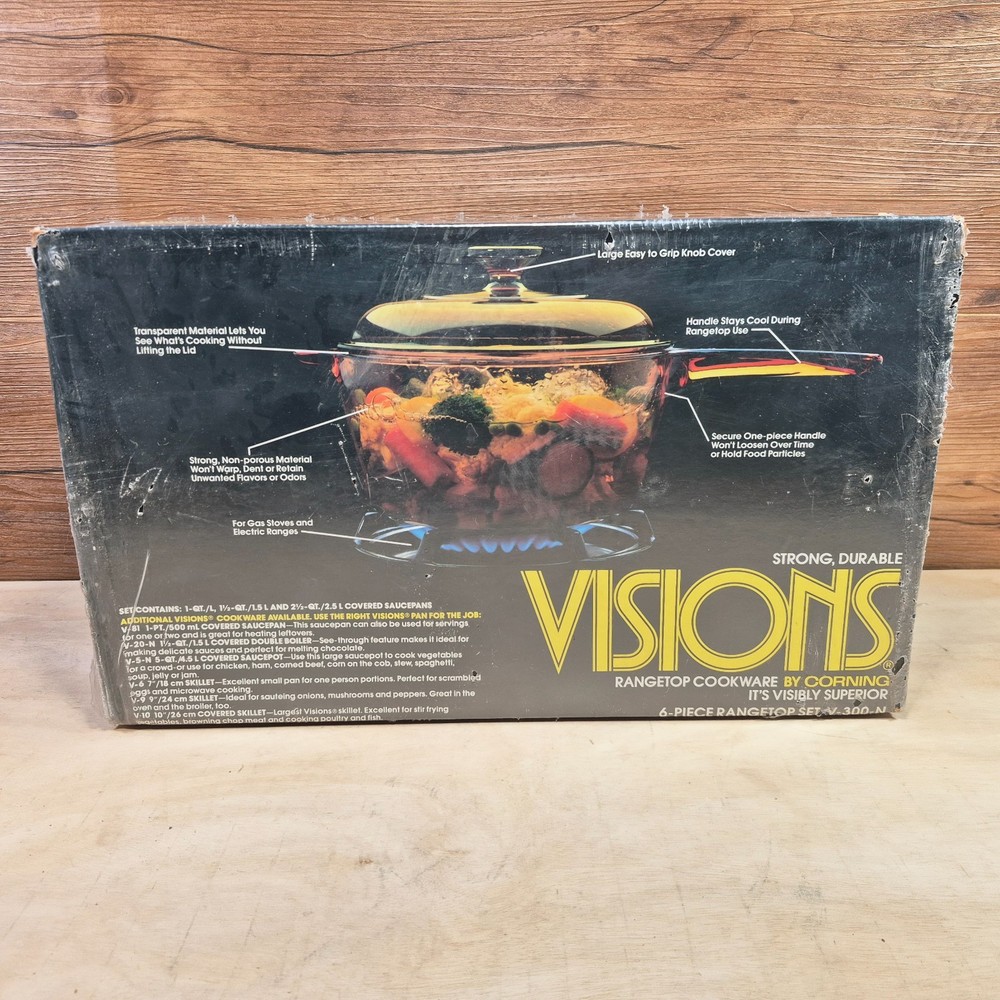 Large Easy to Grip Knob Cover
Transparent Material Lets You
See What's Cooking Without
Lifting the Lid
Handle Stays Cool During
Rangetop Use
Secure One-piece Handle
Won't Loosen Over Time
or Hold Food Particles
Strong, Non-porous Material
Won't Warp, Dent or Retain
Unwanted Flavors or Odors
For Gas Stoves and
Electric Ranges
STRONG, DURABLE
VISIONS®
RANGETOP COOKWARE BY CORNING
IT'S VISIBLY SUPERIOR
6-PIECE RANGETOP SET V-300-N
SET CONTAINS: 1-QT./L, 1½-QT./1.5 L AND 2½-QT./2.5 L COVERED SAUCEPANS
ADDITIONAL VISIONS® COOKWARE AVAILABLE. USE THE RIGHT VISIONS® PAN FOR THE JOB:
V-81 1-PT./500 mL COVERED SAUCEPAN—This saucepan can also be used for servings
for one or two and is great for heating leftovers.
V-20-N 1½-QT./1.5 L COVERED DOUBLE BOILER—See-through feature makes it ideal for
making delicate sauces and perfect for melting chocolate.
V-5-N 5-QT./4.5 L COVERED SAUCEPOT—Use this large saucepot to cook vegetables
for a crowd or use for chicken, ham, corned beef, corn on the cob, stew, spaghetti,
soup, jelly or jam.
V-6 7"/18 cm SKILLET—Excellent small pan for one person portions. Perfect for scrambled
eggs and microwave cooking.
V-9 9"/24 cm SKILLET—Ideal for sauteing onions, mushrooms and peppers. Great in the
oven and the broiler, too.
V-10 10"/26 cm COVERED SKILLET—Largest Visions® skillet. Excellent for stir frying
vegetables, browning chop meat and cooking poultry and fish.